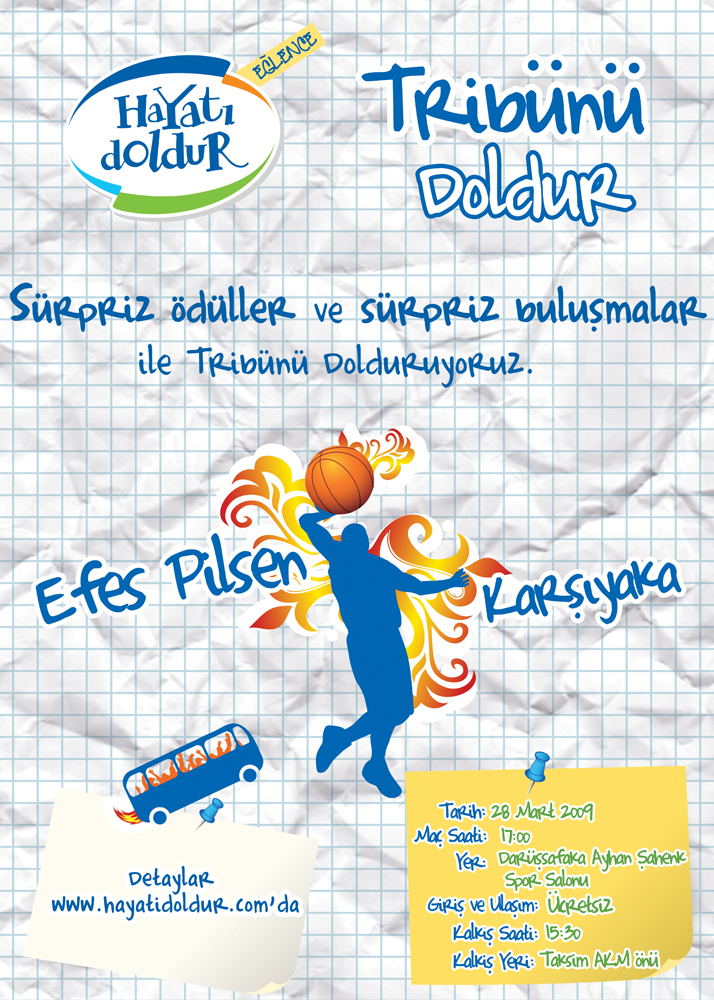 EĞLENCE
Hayatı
doldur
Tribünü
Doldur
Sürpriz ödüller ve sürpriz buluşmalar
ile Tribünü Dolduruyoruz.
Efes Pilsen
Karşıyaka
Detaylar
www.hayatidoldur.com'da
Tarih: 28 Mart 2009
Maç Saati: 17:00
Yer: Darüşşafaka Ayhan Şahenk
Spor Salonu
Giriş ve Ulaşım: Ücretsiz
Kalkış Saati: 15:30
Kalkış Yeri: Taksim AKM önü